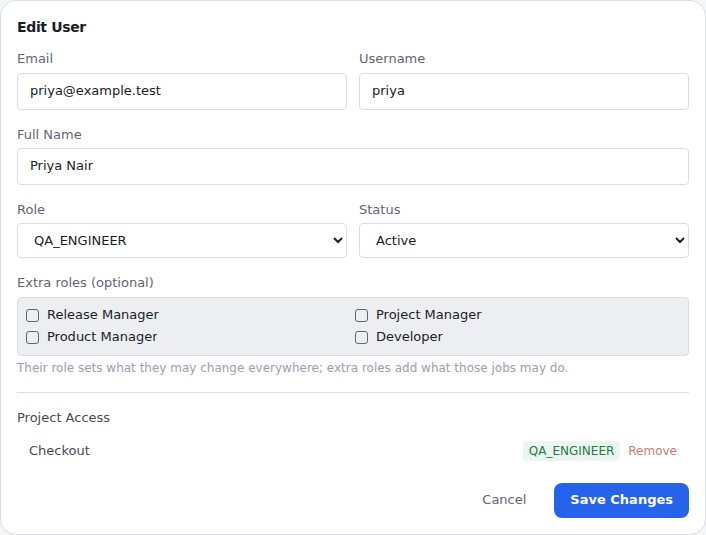 Edit User
Email Username
priya@example.test priya
Full Name
Priya Nair
Role Status
QA_ENGINEER Active
Extra roles (optional)
Release Manager Project Manager
Product Manager Developer
Their role sets what they may change everywhere; extra roles add what those jobs may do.
Project Access
Checkout QA_ENGINEER Remove
Cancel Save Changes